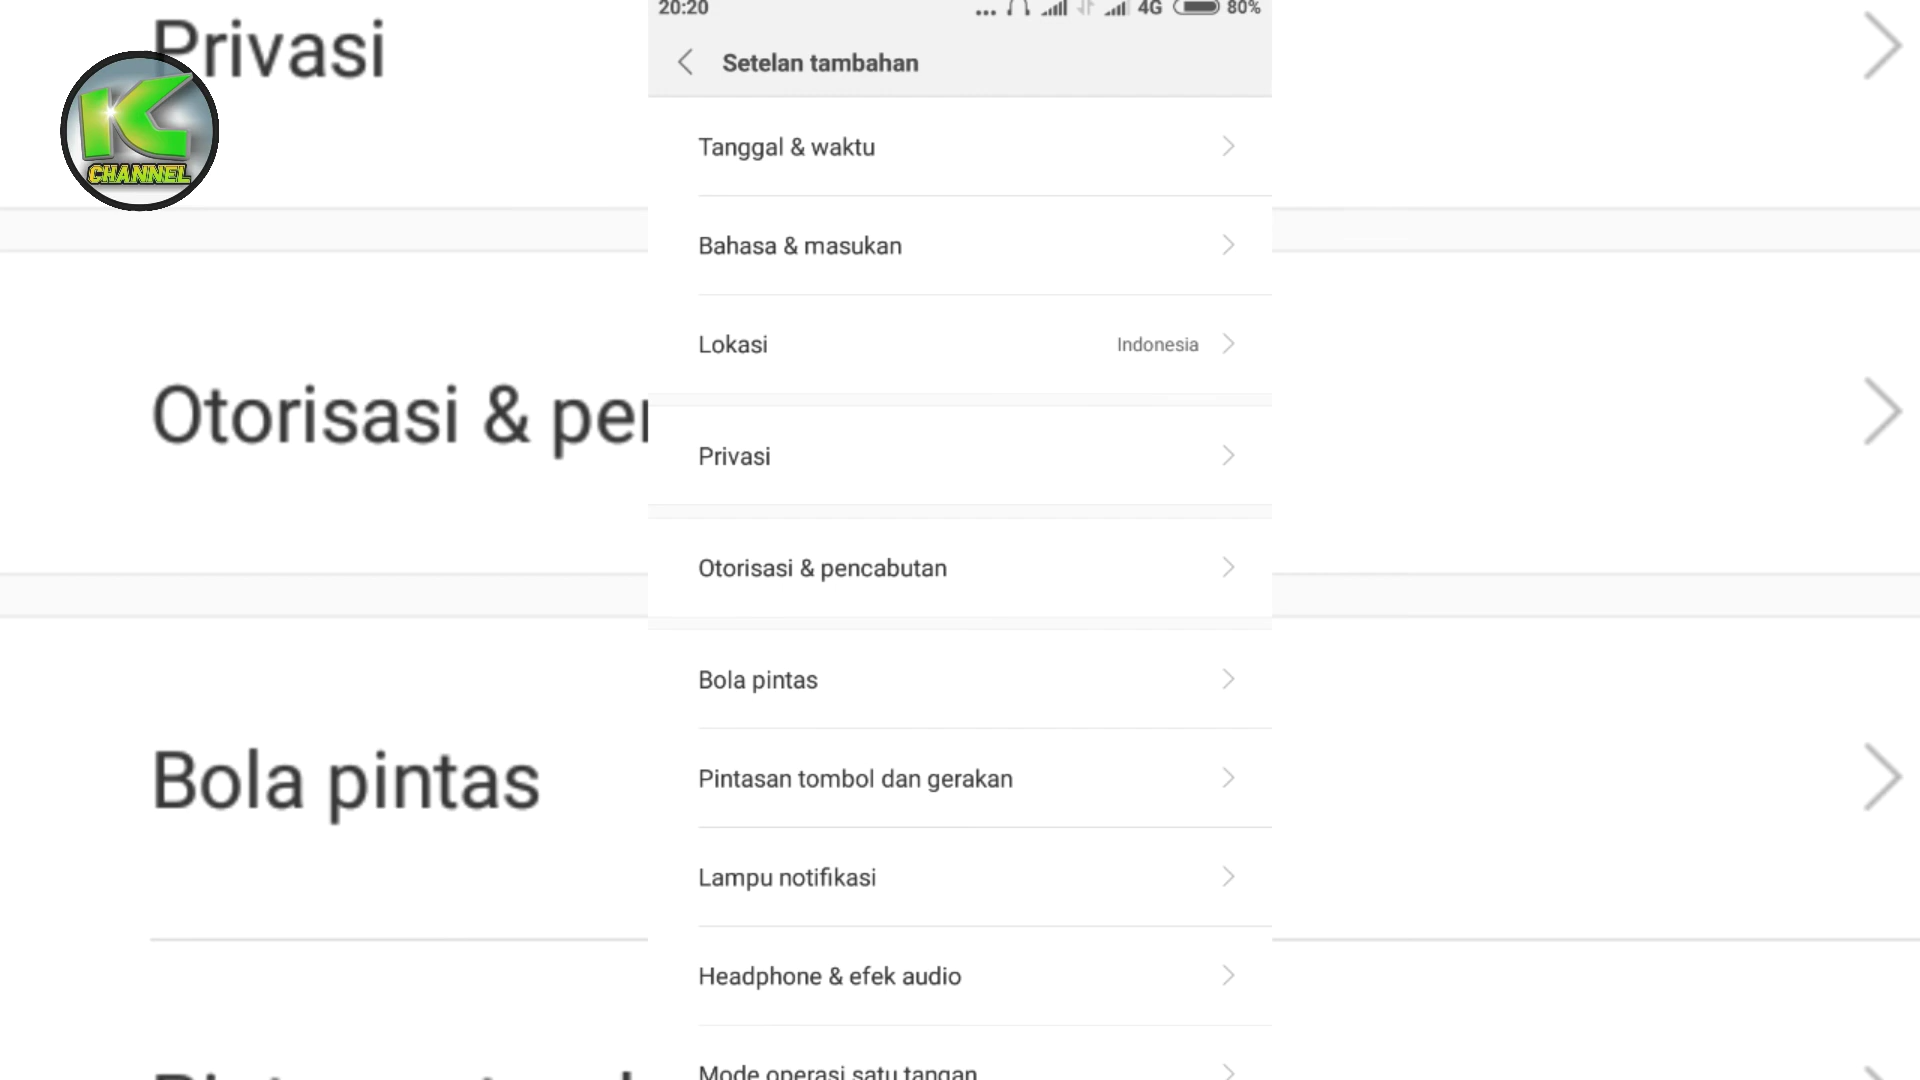 20:20 ... 4G 80%
Setelan tambahan
Tanggal & waktu
Bahasa & masukan
Lokasi Indonesia
Privasi
Otorisasi & pencabutan
Bola pintas
Pintasan tombol dan gerakan
Lampu notifikasi
Headphone & efek audio
Mode operasi satu tangan
Privasi
K
CHANNEL
Otorisasi & pe
Bola pintas